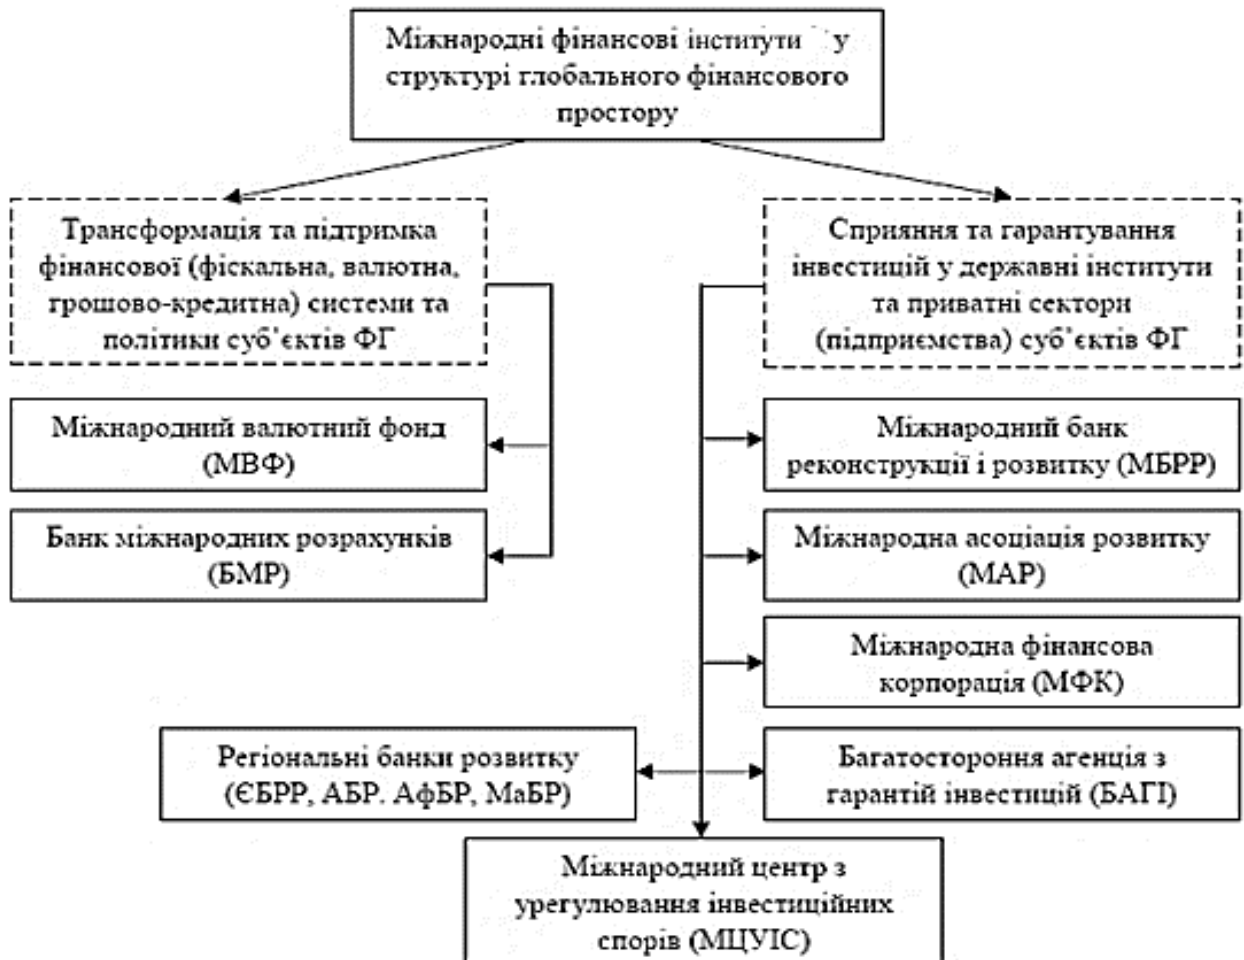 Міжнародні фінансові інститути у
структурі глобального фінансового
простору
Трансформація та підтримка
фінансової (фіскальна, валютна,
грошово-кредитна) системи та
політики суб’єктів ФГ
Сприяння та гарантування
інвестицій у державні інститути
та приватні сектори
(підприємства) суб’єктів ФГ
Міжнародний валютний фонд
(МВФ)
Банк міжнародних розрахунків
(БМР)
Міжнародний банк
реконструкції і розвитку (МБРР)
Міжнародна асоціація розвитку
(МАР)
Міжнародна фінансова
корпорація (МФК)
Регіональні банки розвитку
(ЄБРР, АБР. АфБР, МаБР)
Багатостороння агенція з
гарантій інвестицій (БАГІ)
Міжнародний центр з
урегулювання інвестиційних
спорів (МЦУІС)